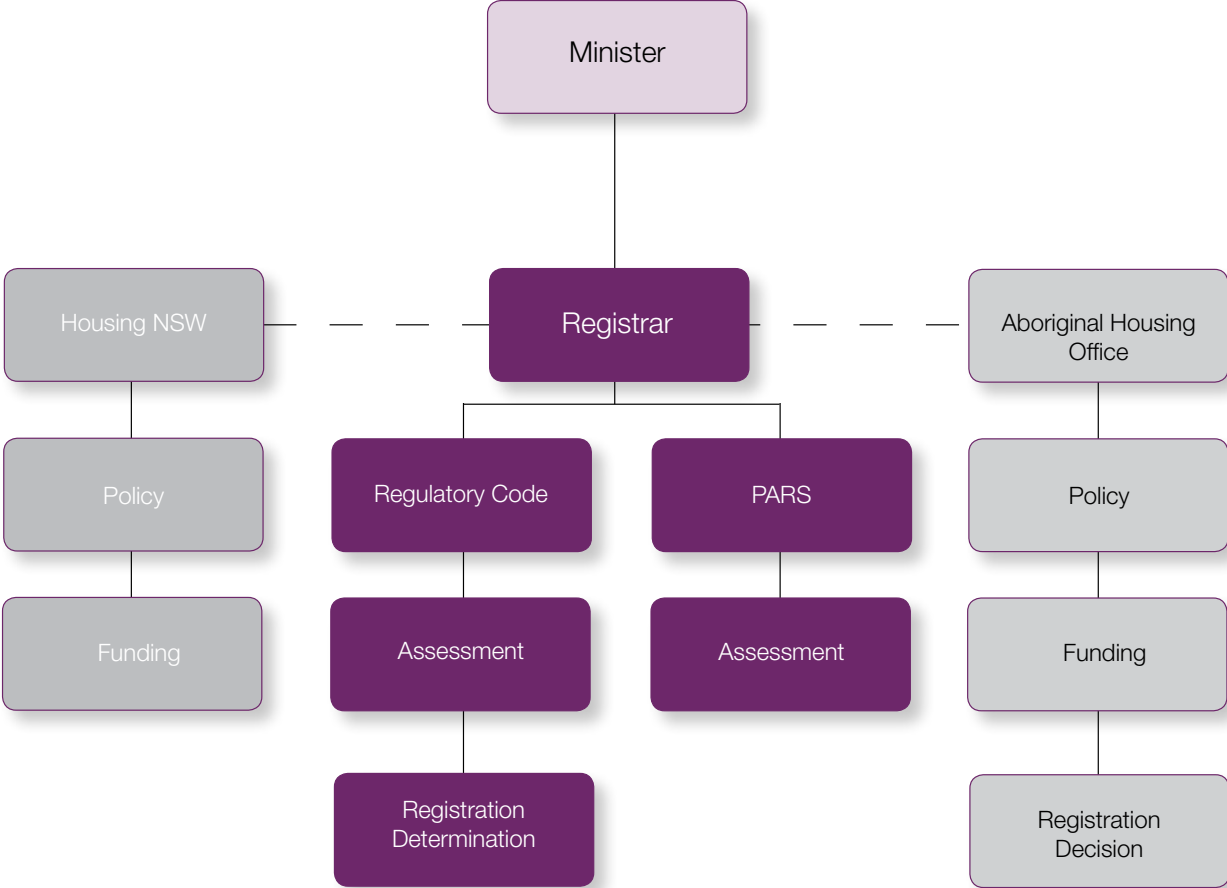 Minister
Housing NSW
Registrar
Aboriginal Housing
Office
Policy
Regulatory Code
PARS
Policy
Funding
Assessment
Assessment
Funding
Registration
Determination
Registration
Decision